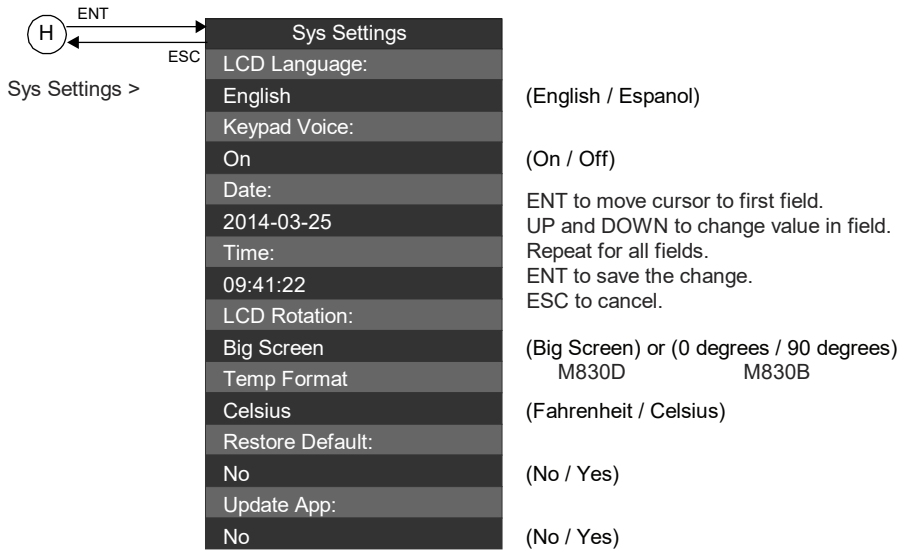 ENT
H
ESC
Sys Settings >
Sys Settings
LCD Language:
English (English / Espanol)
Keypad Voice:
On (On / Off)
Date:
2014-03-25
Time:
09:41:22
ENT to move cursor to first field.
UP and DOWN to change value in field.
Repeat for all fields.
ENT to save the change.
ESC to cancel.
LCD Rotation:
Big Screen (Big Screen) or (0 degrees / 90 degrees)
Temp Format M830D M830B
Celsius (Fahrenheit / Celsius)
Restore Default:
No (No / Yes)
Update App:
No (No / Yes)